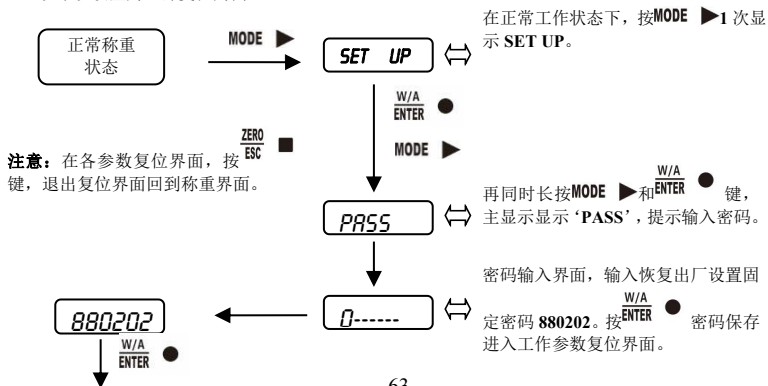 正常称重
状态
MODE ▶
SET UP
在正常工作状态下，按MODE ▶1 次显
示 SET UP。
W/A
ENTER ●
MODE ▶
注意：在各参数复位界面，按 ZERO ESC ■
键，退出复位界面回到称重界面。
PASS
再同时长按MODE ▶和 W/A ENTER ● 键，
主显示显示‘PASS’，提示输入密码。
880202
0------
密码输入界面，输入恢复出厂设置固
定密码 880202。按 W/A ENTER ● 密码保存
进入工作参数复位界面。
W/A
ENTER ●
63